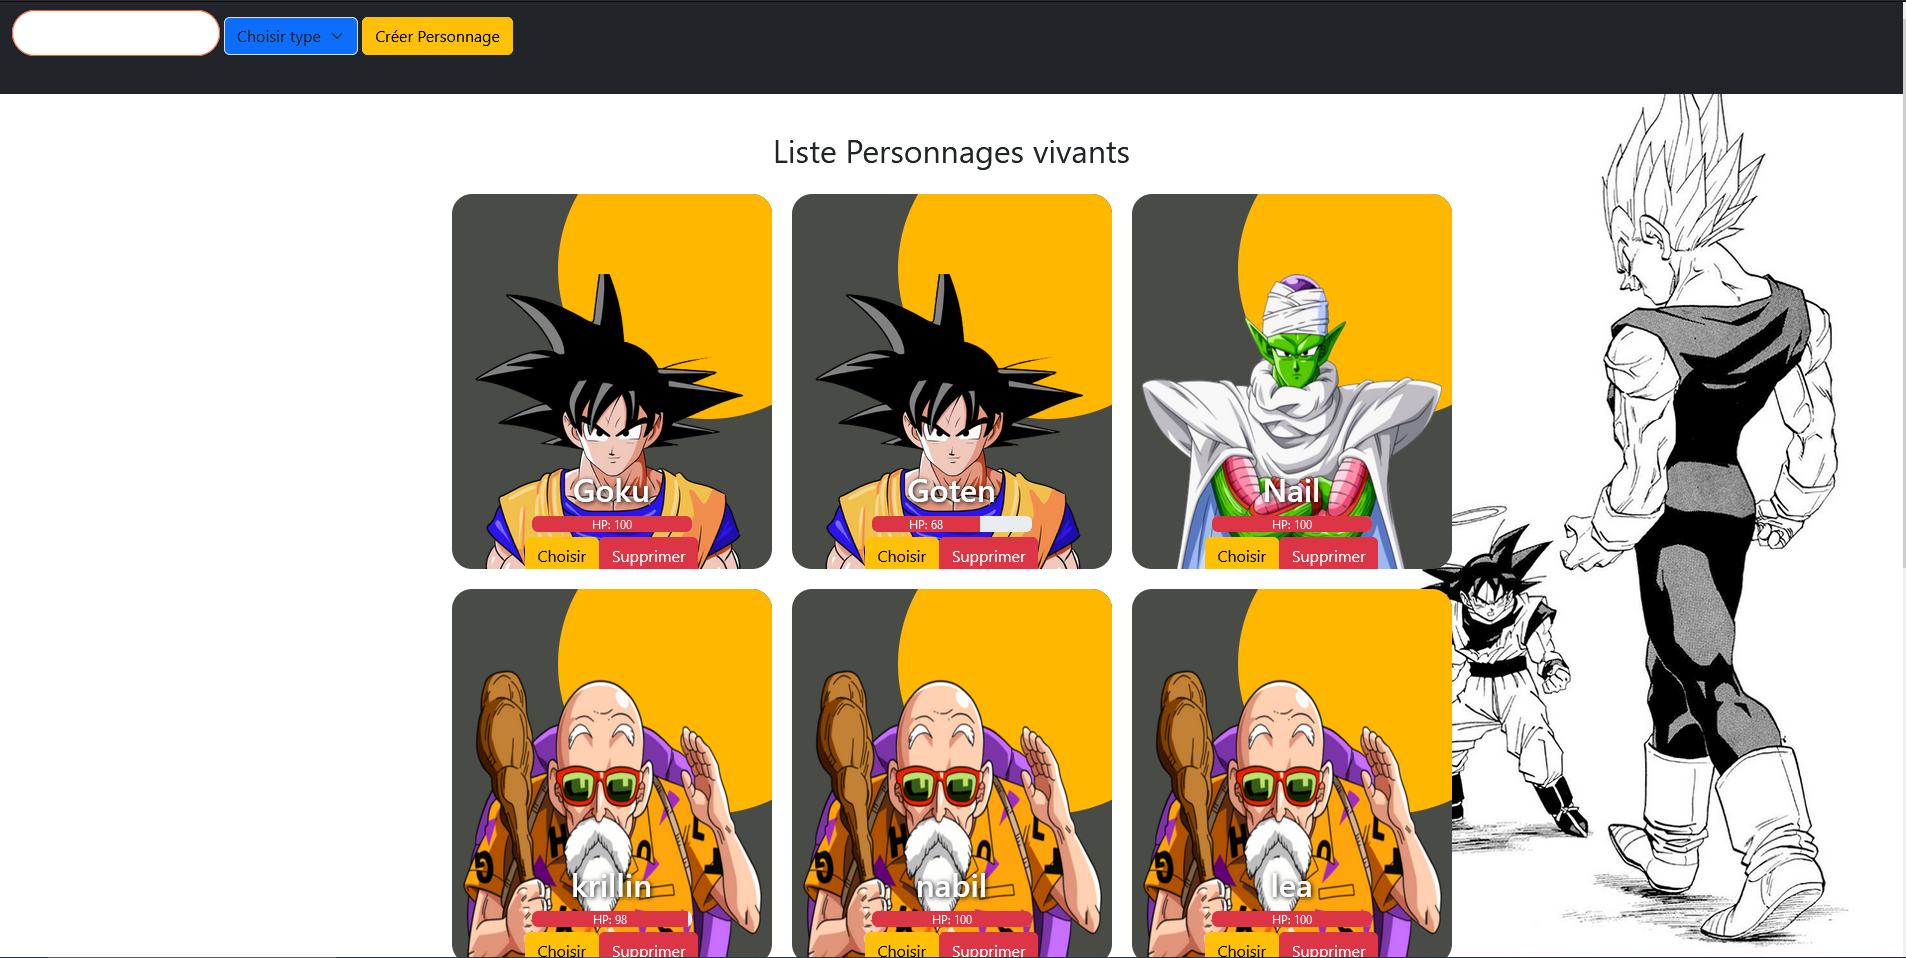 Choisir type Créer Personnage
Liste Personnages vivants
Goku
HP: 100
Choisir Supprimer
Goten
HP: 68
Choisir Supprimer
Nail
HP: 100
Choisir Supprimer
krillin
HP: 98
Choisir Supprimer
nabil
HP: 100
Choisir Supprimer
lea
HP: 100
Choisir Supprimer